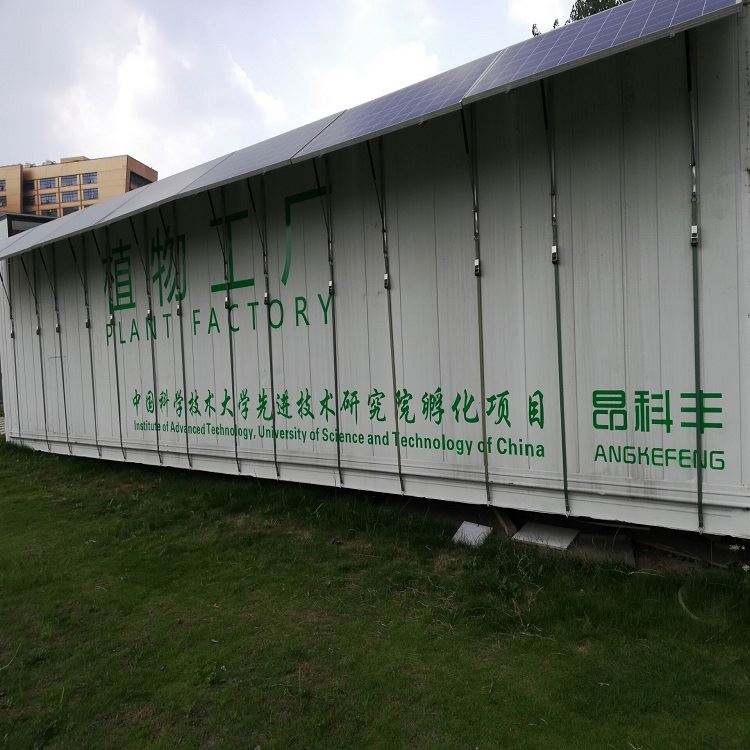 植物工厂
PLANT FACTORY
中国科学技术大学先进技术研究院孵化项目
Institute of Advanced Technology, University of Science and Technology of China
昂科丰
ANGKEFENG